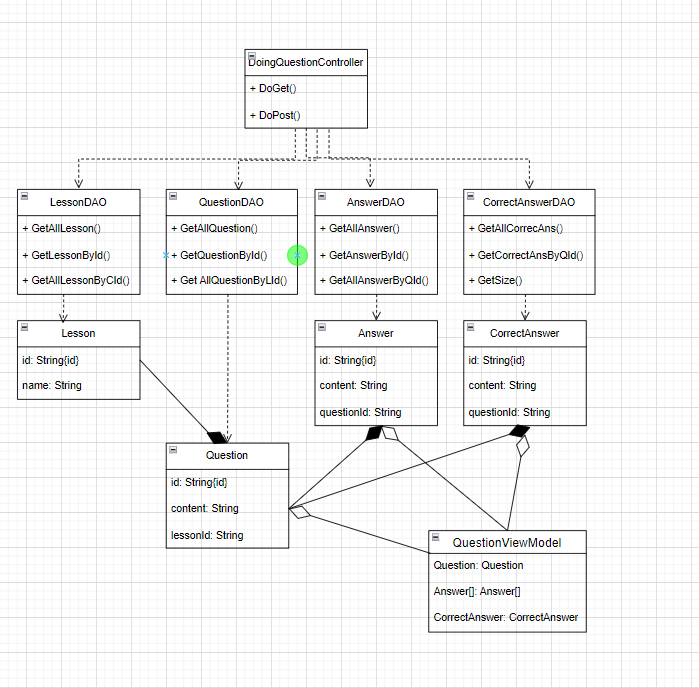 DoingQuestionController
+ DoGet()
+ DoPost()
LessonDAO
+ GetAllLesson()
+ GetLessonById()
+ GetAllLessonByCId()
QuestionDAO
+ GetAllQuestion()
+ GetQuestionById()
+ Get AllQuestionByLId()
AnswerDAO
+ GetAllAnswer()
+ GetAnswerById()
+ GetAllAnswerByQId()
CorrectAnswerDAO
+ GetAllCorrecAns()
+ GetCorrectAnsByQId()
+ GetSize()
Lesson
id: String{id}
name: String
Answer
id: String{id}
content: String
questionId: String
CorrectAnswer
id: String{id}
content: String
questionId: String
Question
id: String{id}
content: String
lessonId: String
QuestionViewModel
Question: Question
Answer[]: Answer[]
CorrectAnswer: CorrectAnswer